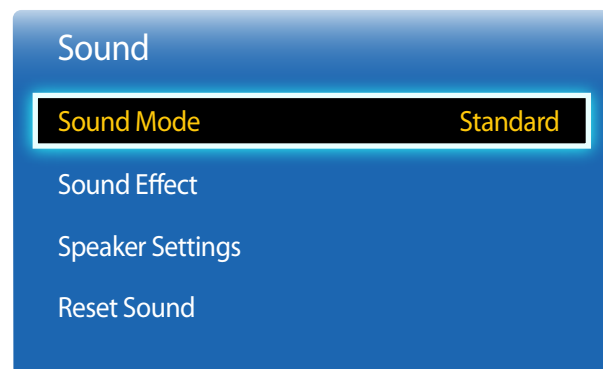 Sound
Sound Mode Standard
Sound Effect
Speaker Settings
Reset Sound